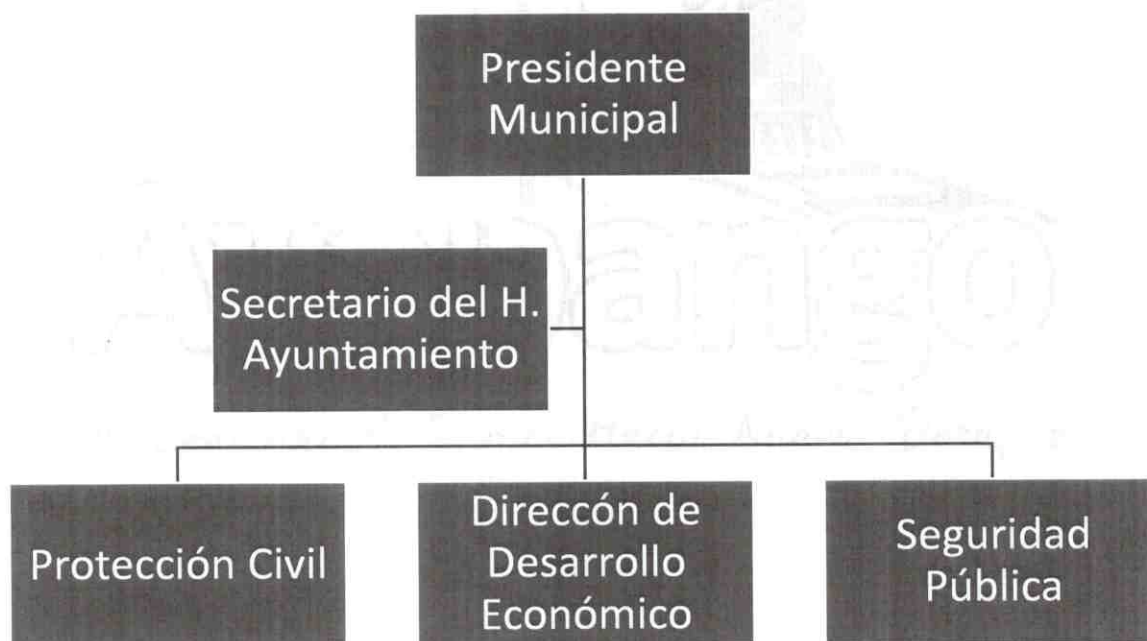 Presidente
Municipal
Secretario del H.
Ayuntamiento
Protección Civil
Direccón de
Desarrollo
Económico
Seguridad
Pública